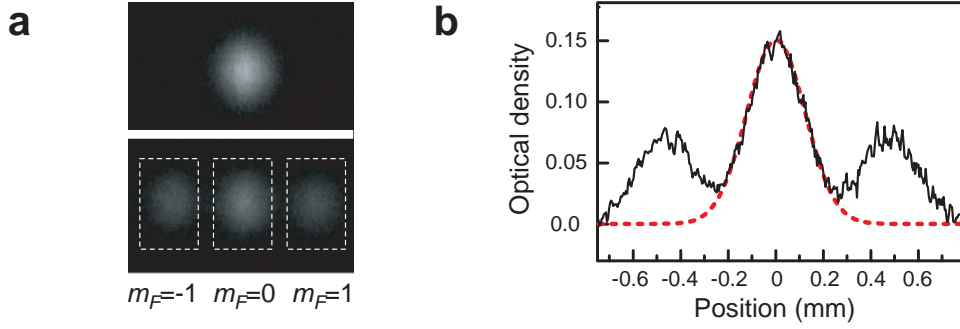 a
m_F=-1 m_F=0 m_F=1
b
Optical density
0.15
0.10
0.05
0.0
-0.6 -0.4 -0.2 0 0.2 0.4 0.6
Position (mm)